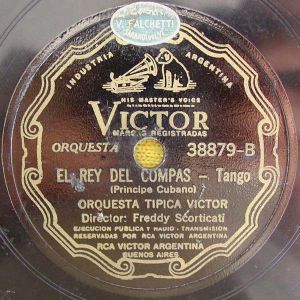 V. FALCHETTI
INDUSTRIA ARGENTINA
HIS MASTER'S VOICE
VICTOR
MARCAS REGISTRADAS
ORQUESTA 38879-B
EL REY DEL COMPAS – Tango
(Príncipe Cubano)
ORQUESTA TIPICA VICTOR
Director: Freddy Scorticati
EJECUCION PUBLICA Y RADIO - TRANSMISION
RESERVADAS POR RCA VICTOR ARGENTINA
RCA VICTOR ARGENTINA
BUENOS AIRES